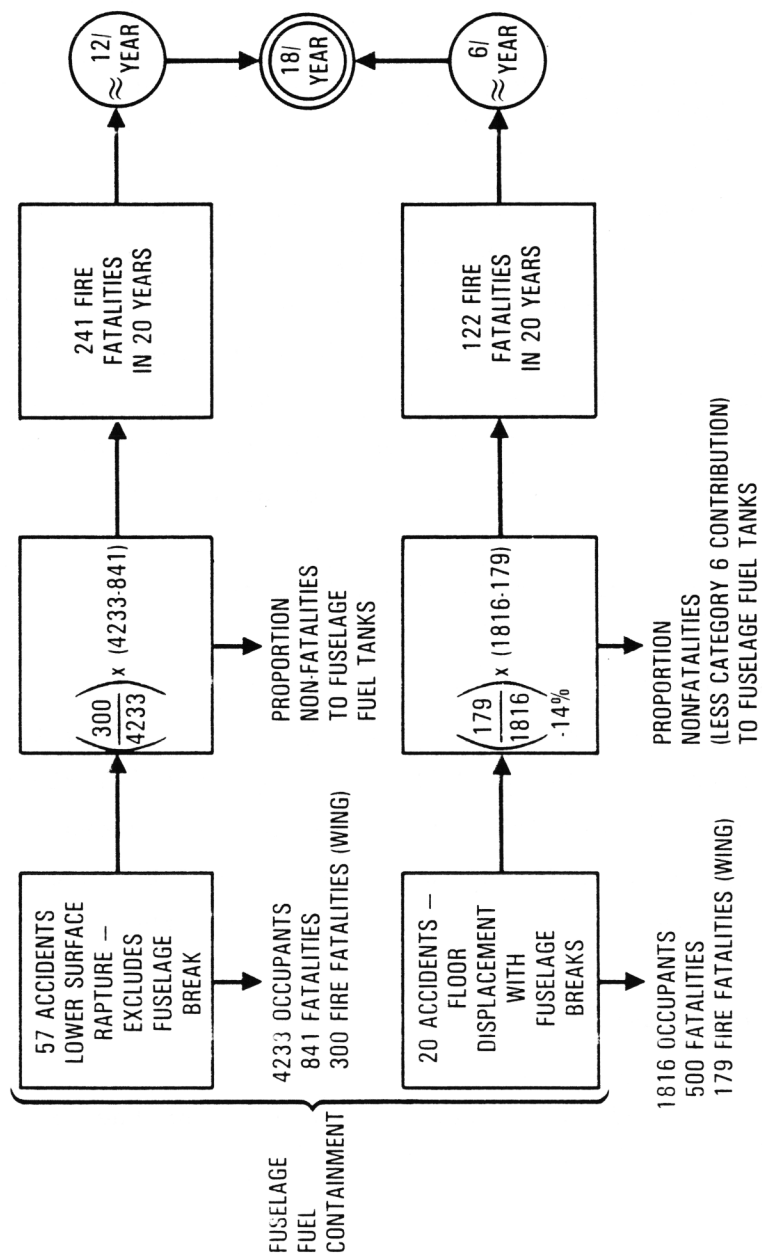 FUSELAGE
FUEL
CONTAINMENT
57 ACCIDENTS
LOWER SURFACE
RAPTURE –
EXCLUDES
FUSELAGE
BREAK
4233 OCCUPANTS
841 FATALITIES
300 FIRE FATALITIES (WING)
(300/4233) x (4233-841)
PROPORTION
NON-FATALITIES
TO FUSELAGE
FUEL TANKS
241 FIRE
FATALITIES
IN 20 YEARS
≈ 12/
YEAR
18/
YEAR
20 ACCIDENTS –
FLOOR
DISPLACEMENT
WITH
FUSELAGE
BREAKS
1816 OCCUPANTS
500 FATALITIES
179 FIRE FATALITIES (WING)
(179/1816) x (1816-179)
-14%
PROPORTION
NONFATALITIES
(LESS CATEGORY 6 CONTRIBUTION)
TO FUSELAGE FUEL TANKS
122 FIRE
FATALITIES
IN 20 YEARS
≈ 6/
YEAR